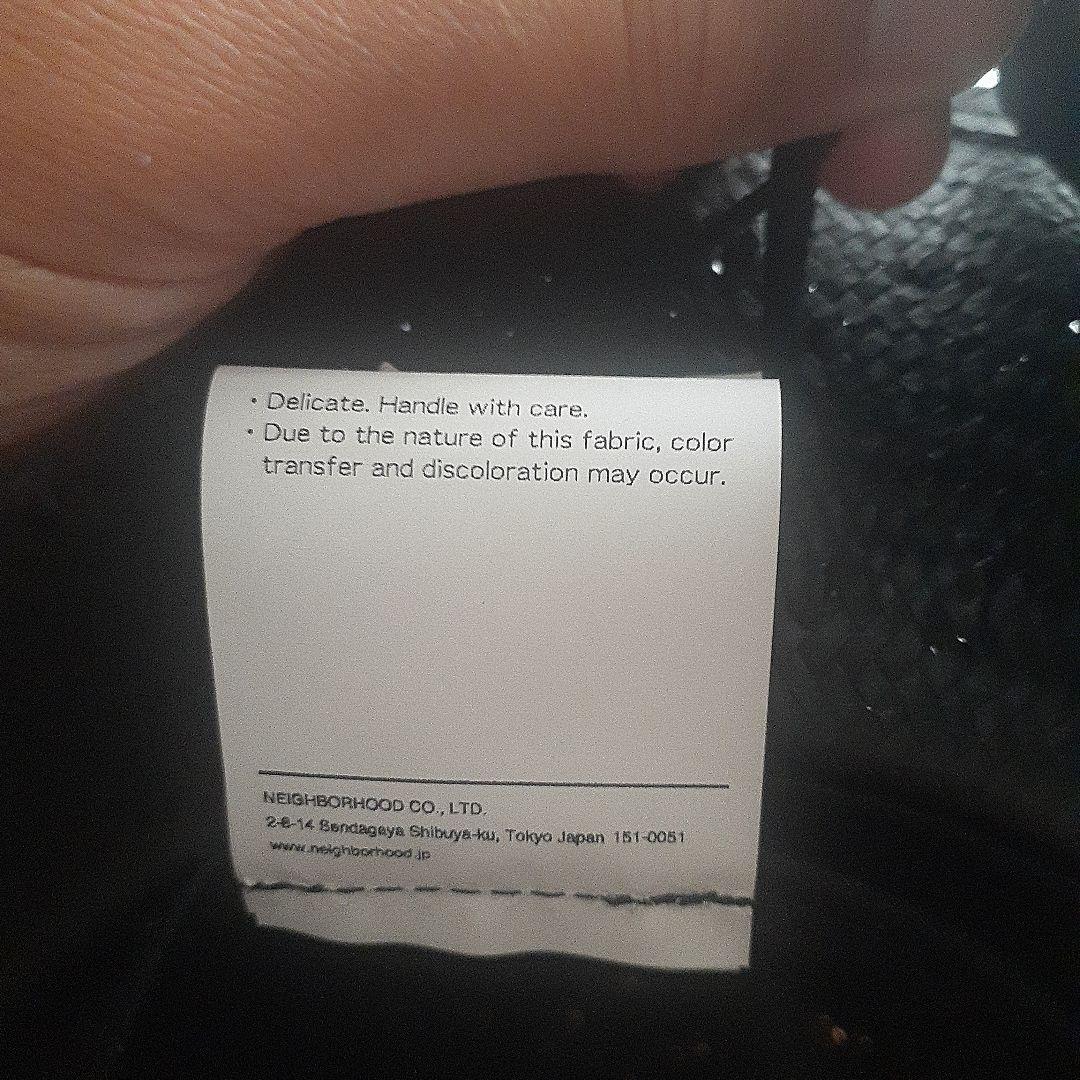 ・Delicate. Handle with care.
・Due to the nature of this fabric, color
transfer and discoloration may occur.
NEIGHBORHOOD CO., LTD.
2-6-14 Sendagaya Shibuya-ku, Tokyo Japan 151-0051
www.neighborhood.jp